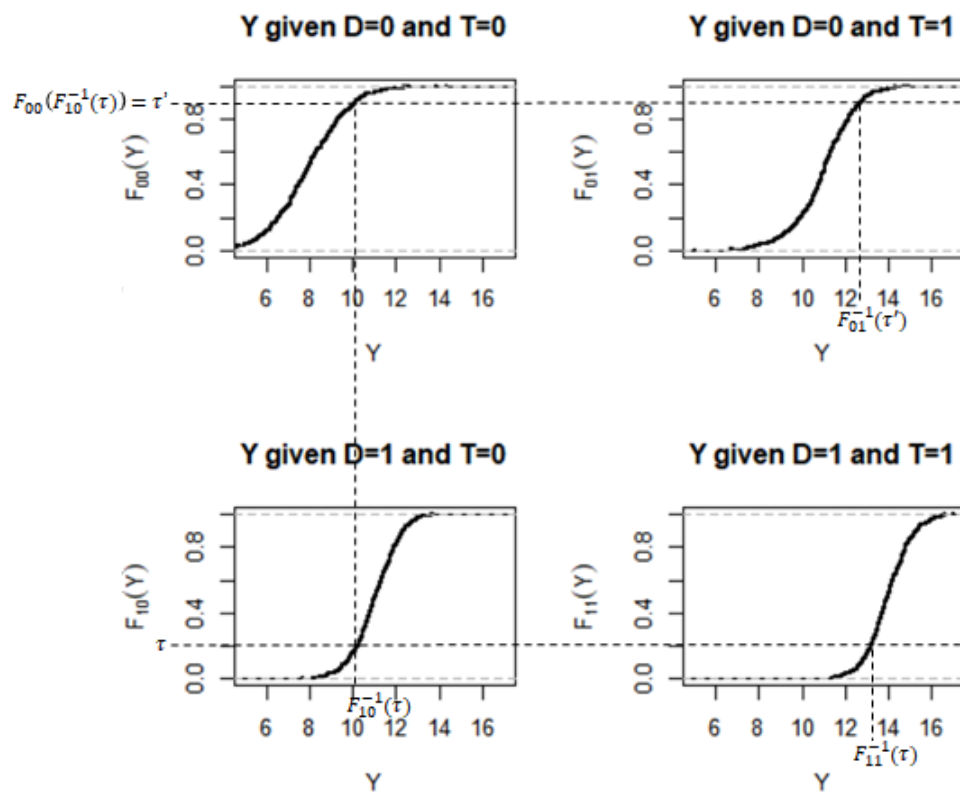 Y given D=0 and T=0
F₀₀(F₁₀⁻¹(τ)) = τ'
F₀₀(Y)
0.0 0.4 0.8
6 8 10 12 14 16
Y
Y given D=0 and T=1
F₀₁(Y)
0.0 0.4 0.8
6 8 10 12 14 16
F₀₁⁻¹(τ')
Y
Y given D=1 and T=0
F₁₀(Y)
τ
0.0 0.4 0.8
F₁₀⁻¹(τ)
6 8 10 12 14 16
Y
Y given D=1 and T=1
F₁₁(Y)
0.0 0.4 0.8
6 8 10 12 14 16
F₁₁⁻¹(τ)
Y